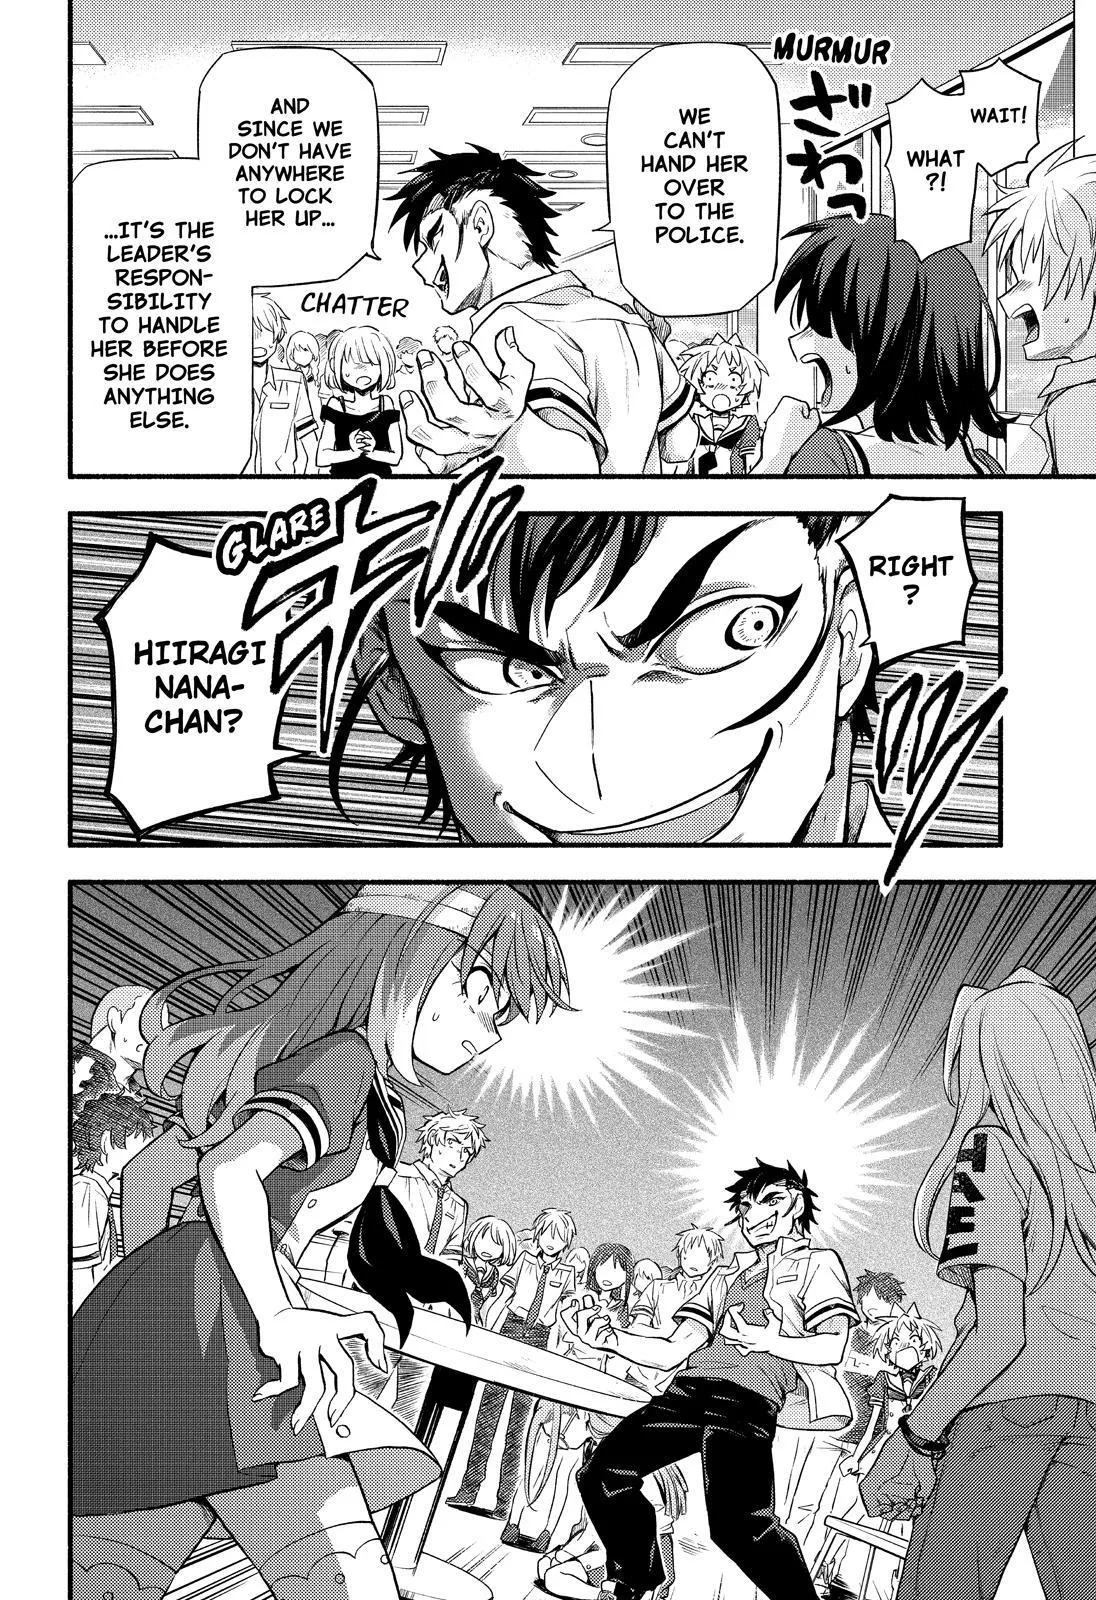 WAIT!
WHAT
?!
MURMUR
ざわっ
WE
CAN'T
HAND HER
OVER
TO THE
POLICE.
AND
SINCE WE
DON'T HAVE
ANYWHERE
TO LOCK
HER UP...
CHATTER
...IT'S THE
LEADER'S
RESPON-
SIBILITY
TO HANDLE
HER BEFORE
SHE DOES
ANYTHING
ELSE.
RIGHT
?
GLARE
HIIRAGI
NANA-
CHAN?